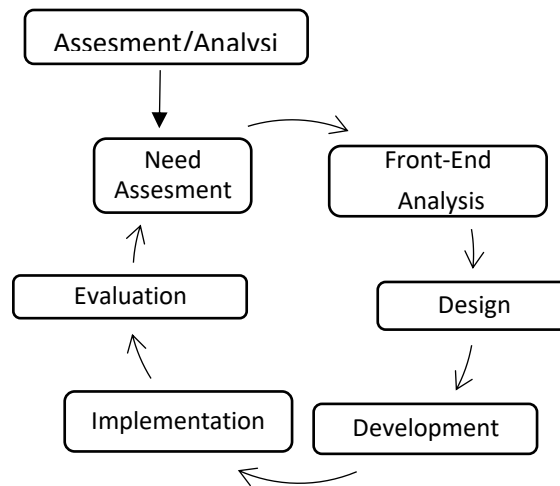 Assesment/Analysi
Need
Assesment
Front-End
Analysis
Evaluation
Design
Implementation
Development